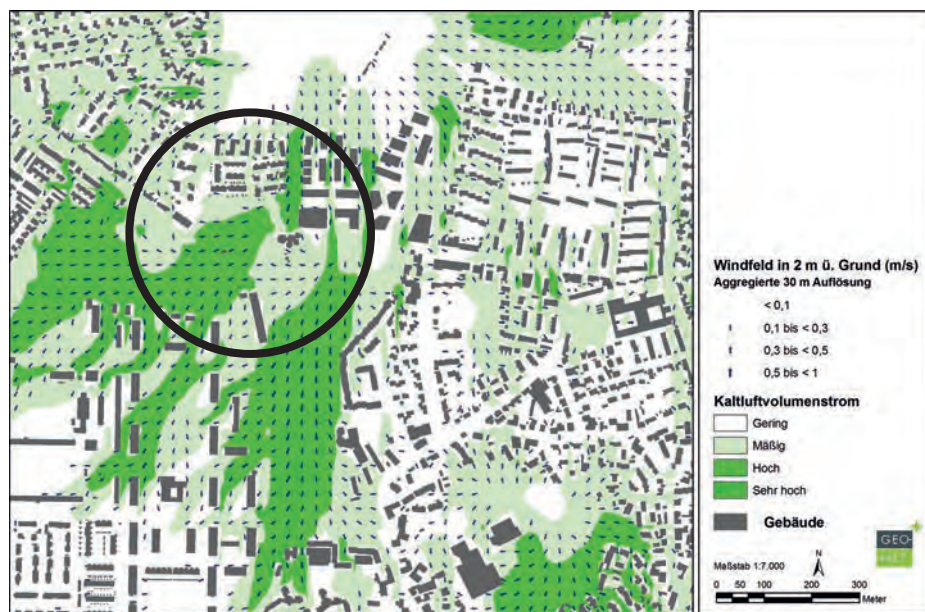 Windfeld in 2 m ü. Grund (m/s)
Aggregierte 30 m Auflösung
< 0,1
0,1 bis < 0,3
0,3 bis < 0,5
0,5 bis < 1
Kaltluftvolumenstrom
Gering
Mäßig
Hoch
Sehr hoch
Gebäude
GEO-
NET
Maßstab 1:7.000
N
0 50 100 200 300
Meter